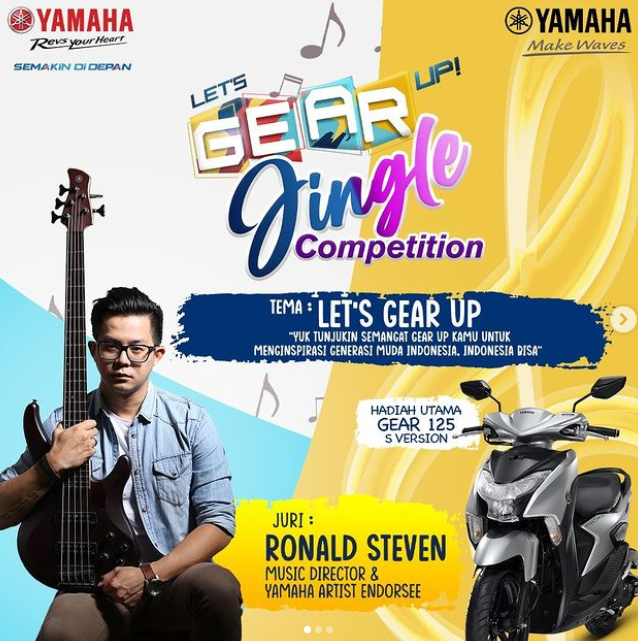 YAMAHA
Revs your Heart
SEMAKIN DI DEPAN
YAMAHA
Make Waves
LET'S
GEAR
UP!
Jingle
Competition
TEMA : LET'S GEAR UP
"YUK TUNJUKIN SEMANGAT GEAR UP KAMU UNTUK
MENGINSPIRASI GENERASI MUDA INDONESIA. INDONESIA BISA"
HADIAH UTAMA
GEAR 125
S VERSION
YAMAHA
JURI :
RONALD STEVEN
MUSIC DIRECTOR &
YAMAHA ARTIST ENDORSEE